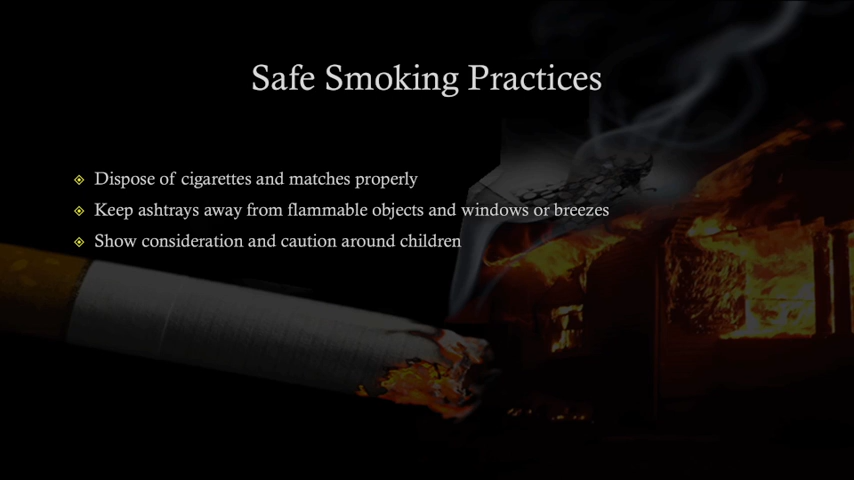 Safe Smoking Practices
Dispose of cigarettes and matches properly
Keep ashtrays away from flammable objects and windows or breezes
Show consideration and caution around children